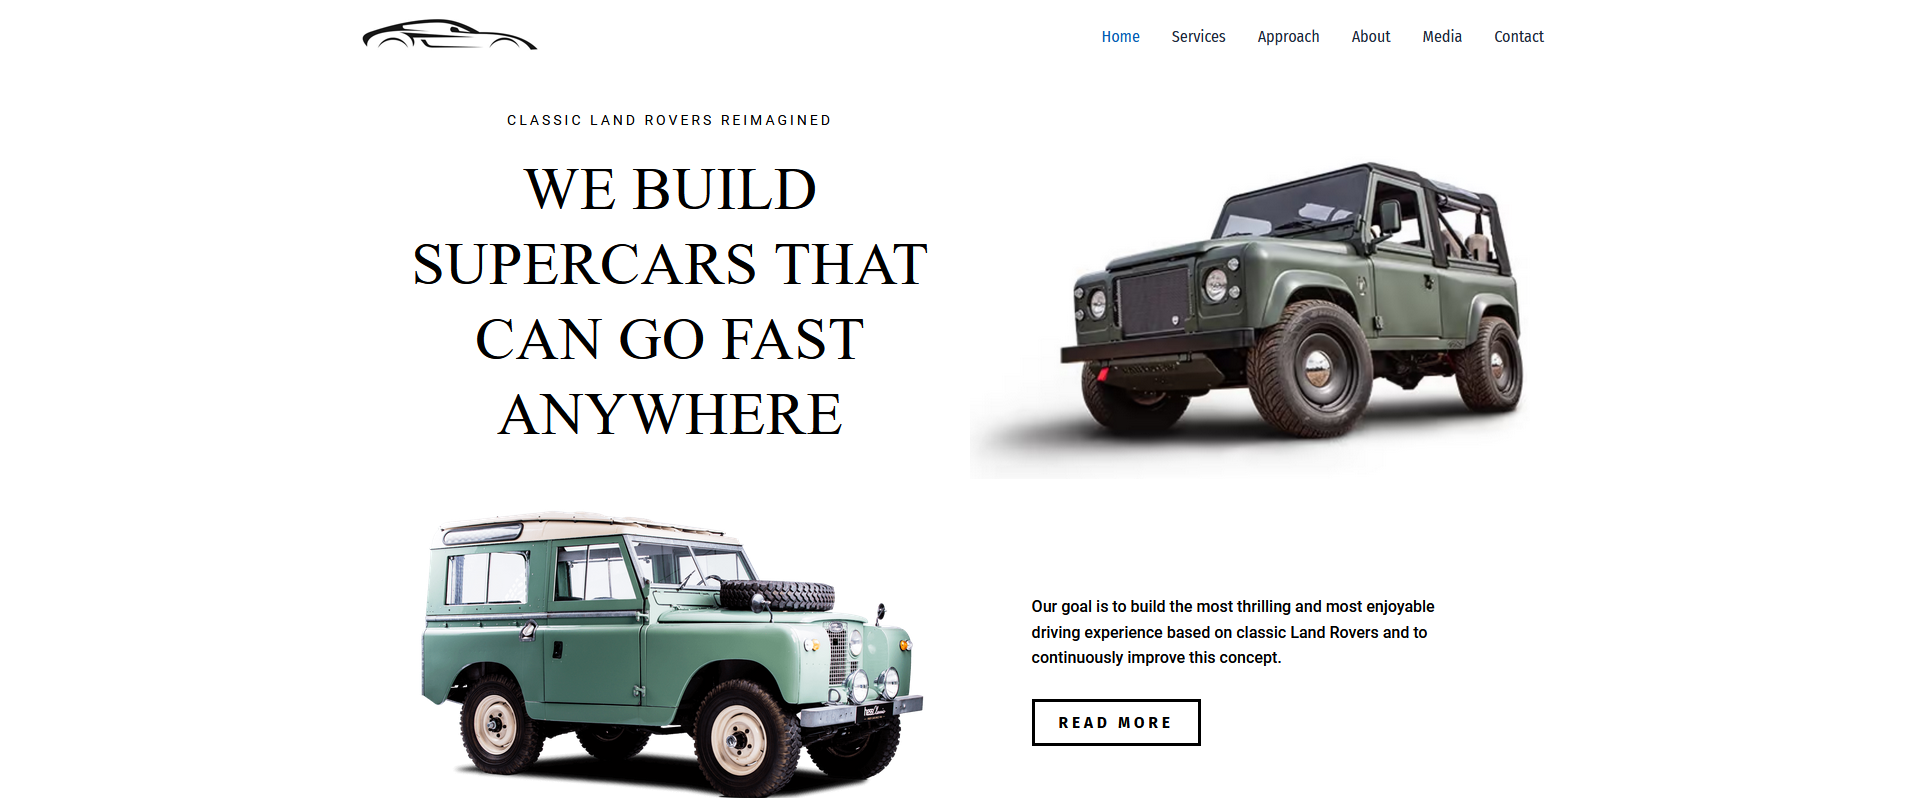 Home Services Approach About Media Contact
CLASSIC LAND ROVERS REIMAGINED
WE BUILD
SUPERCARS THAT
CAN GO FAST
ANYWHERE
Our goal is to build the most thrilling and most enjoyable
driving experience based on classic Land Rovers and to
continuously improve this concept.
READ MORE